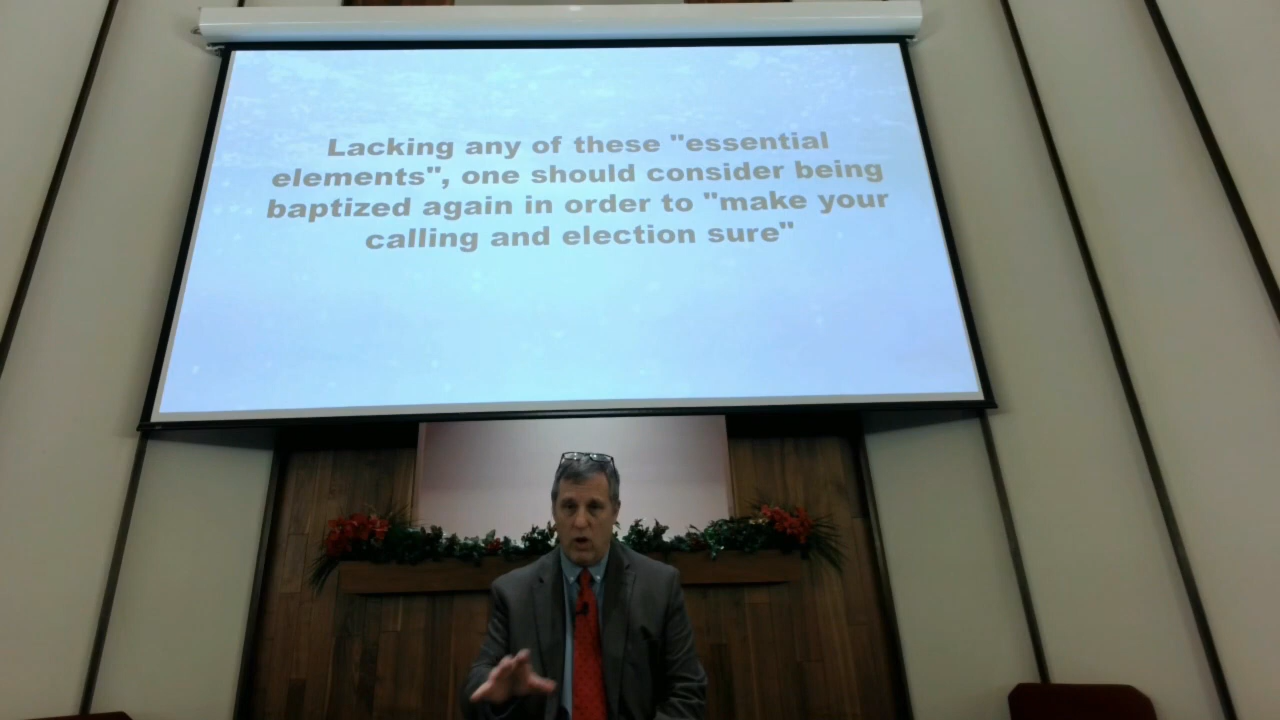 Lacking any of these "essential
elements", one should consider being
baptized again in order to "make your
calling and election sure"